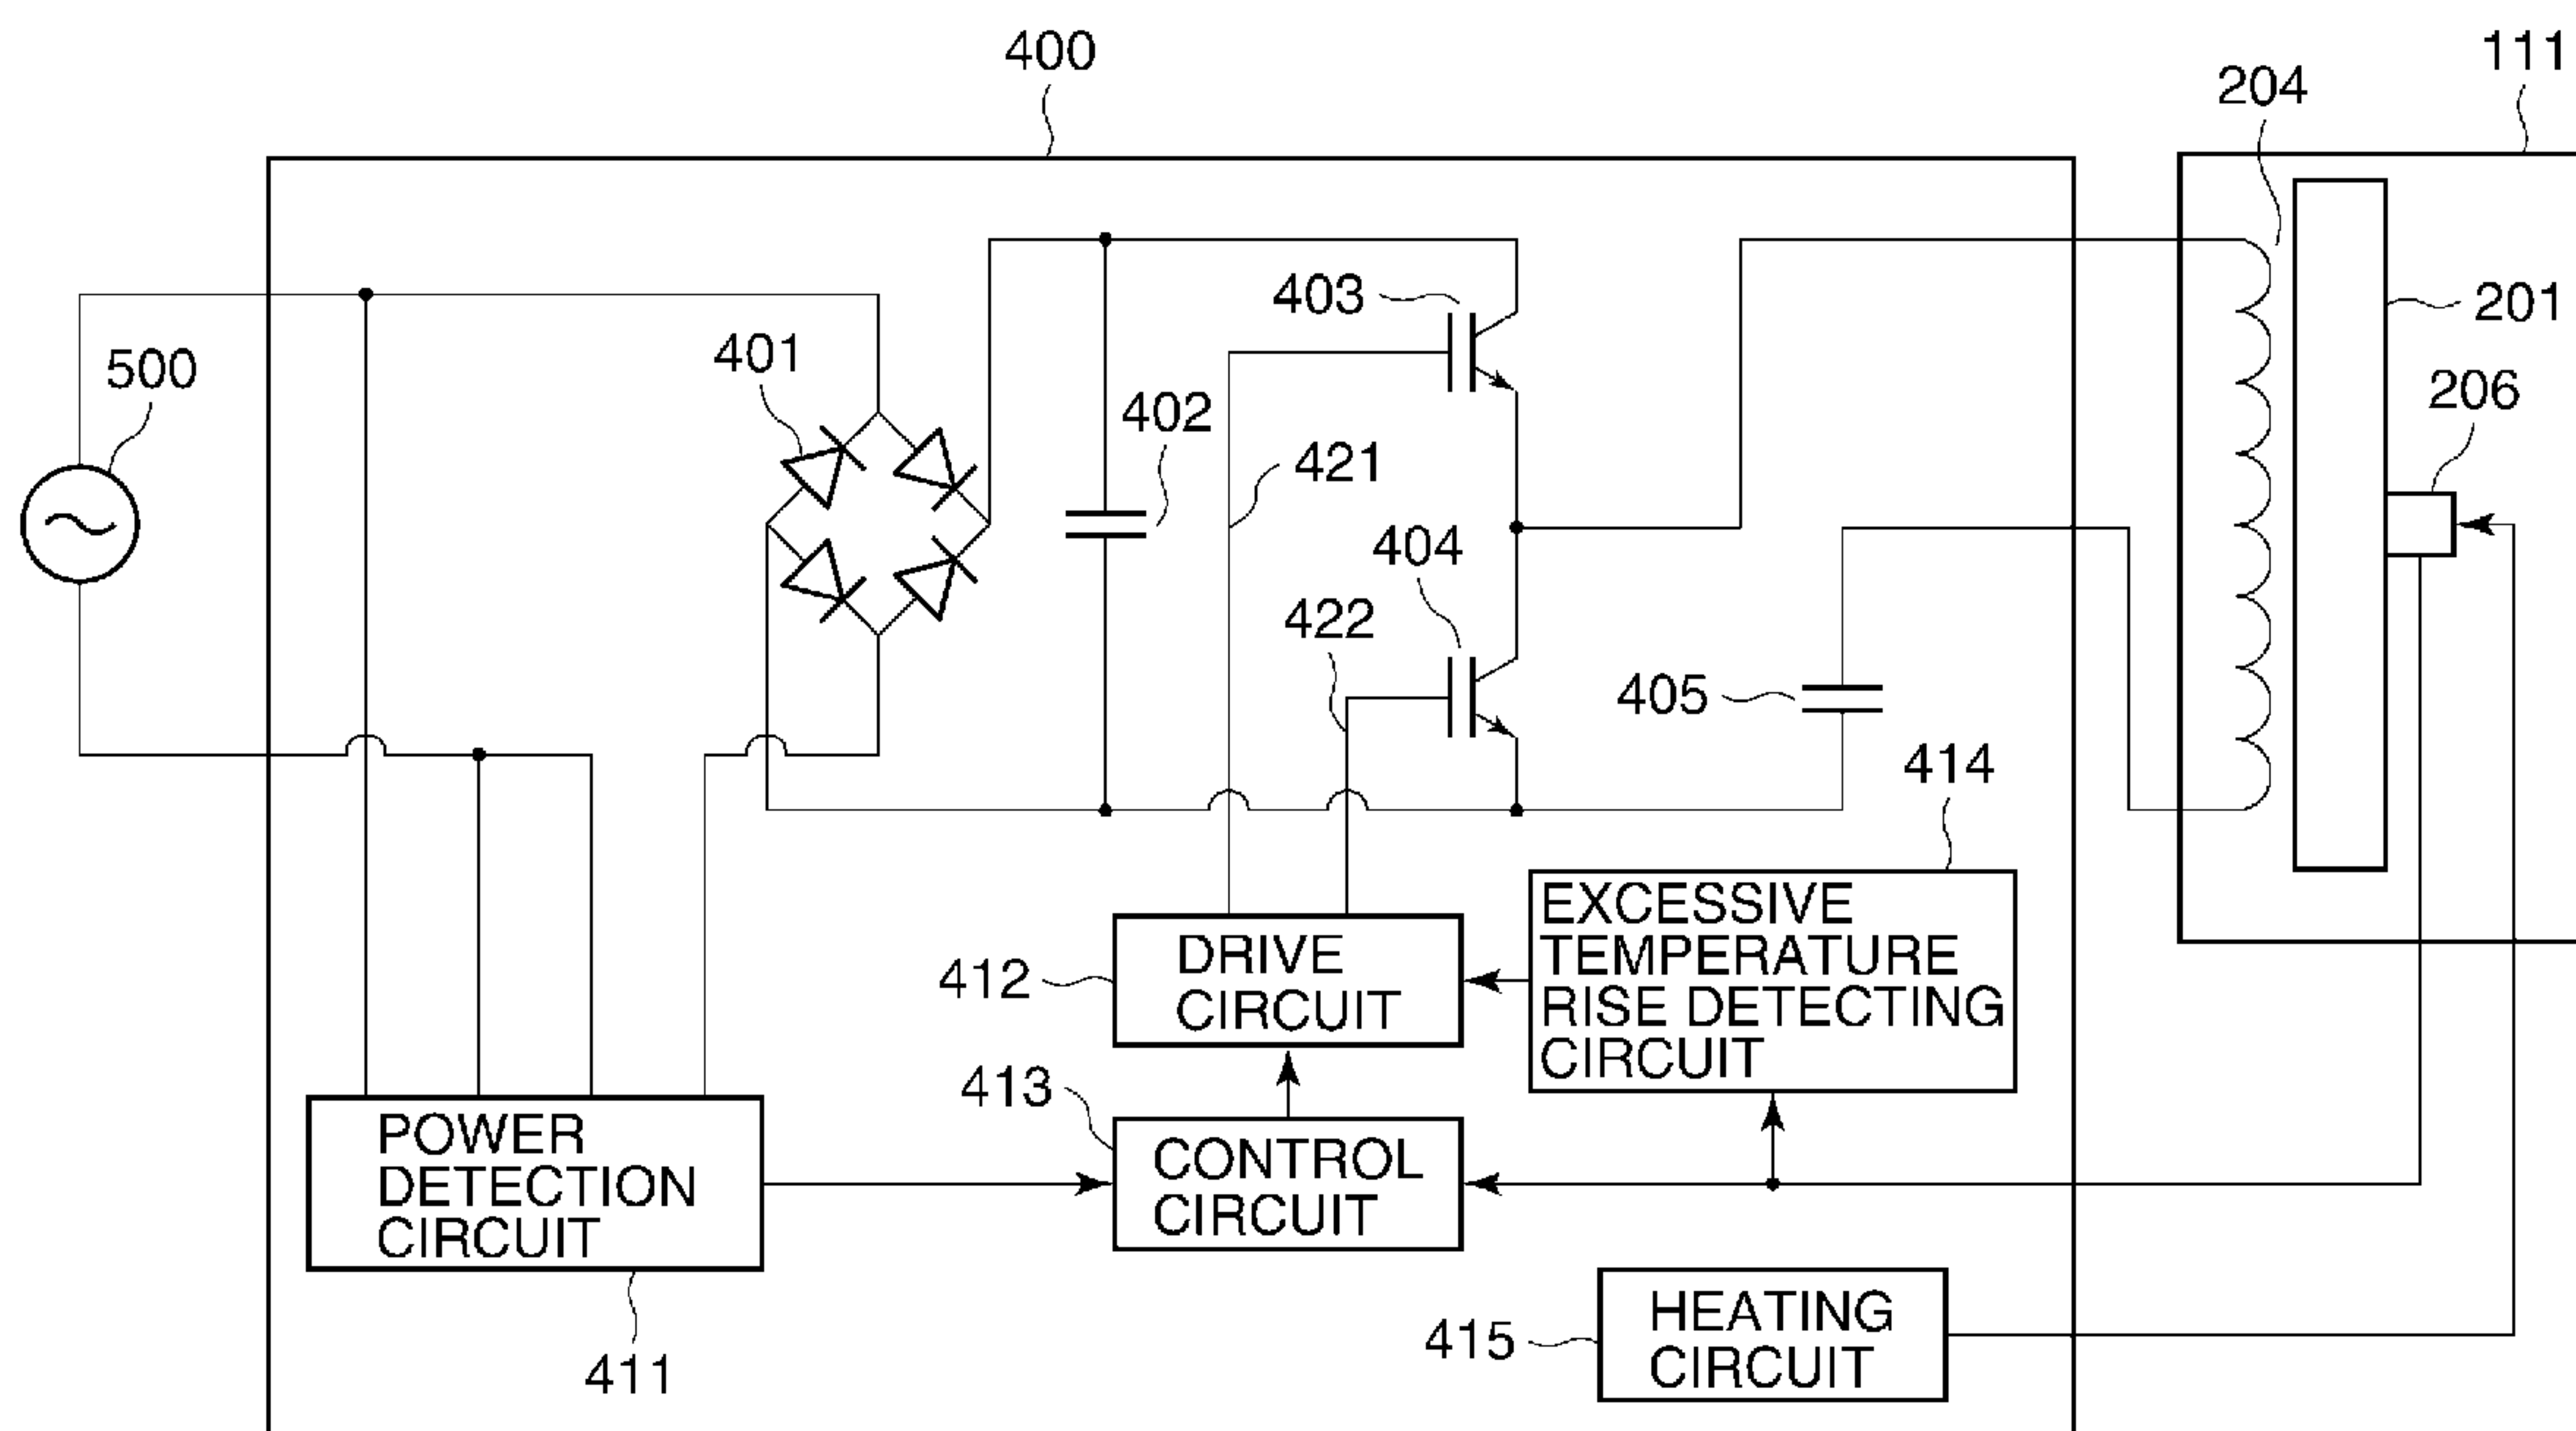 400
111
204
403
201
401
500
402
206
421
404
422
405
414
EXCESSIVE
TEMPERATURE
RISE DETECTING
CIRCUIT
DRIVE
CIRCUIT
412
413
POWER
DETECTION
CIRCUIT
CONTROL
CIRCUIT
HEATING
CIRCUIT
415
411